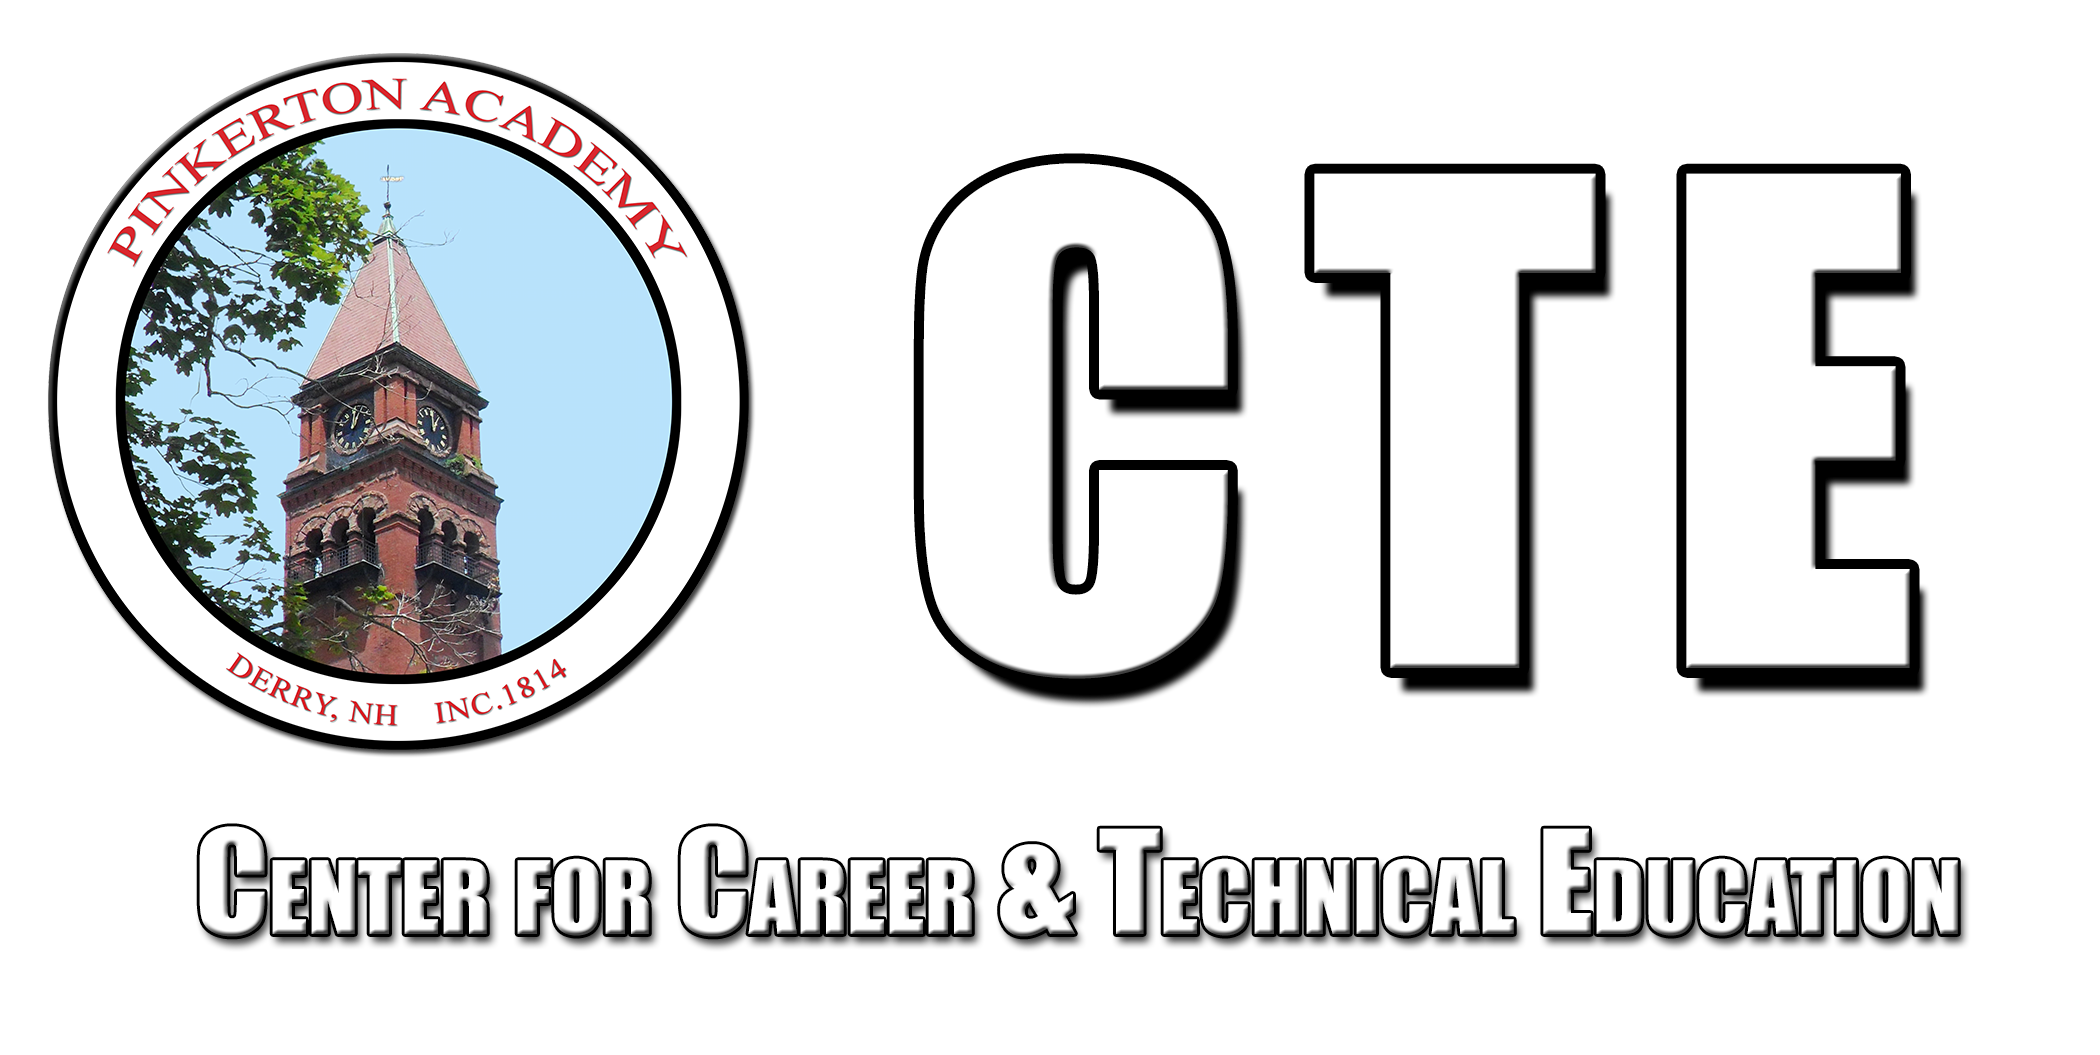 PINKERTON ACADEMY
DERRY, NH INC.1814
CTE
CENTER FOR CAREER & TECHNICAL EDUCATION